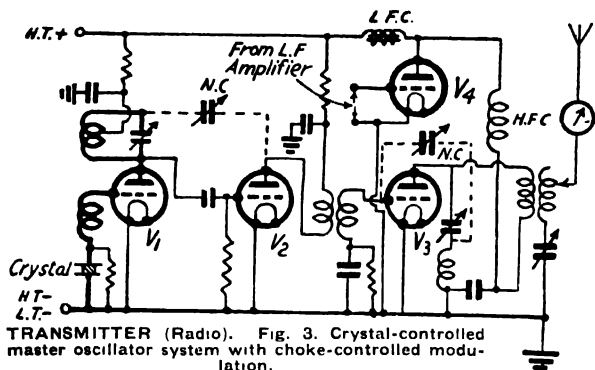 L F.C.
H.T.+
From L.F
Amplifier
N.C
V4
H.F.C
N.C.
V1
V2
V3
Crystal
HT-
L.T.-
TRANSMITTER (Radio). Fig. 3. Crystal-controlled
master oscillator system with choke-controlled modu-
lation.